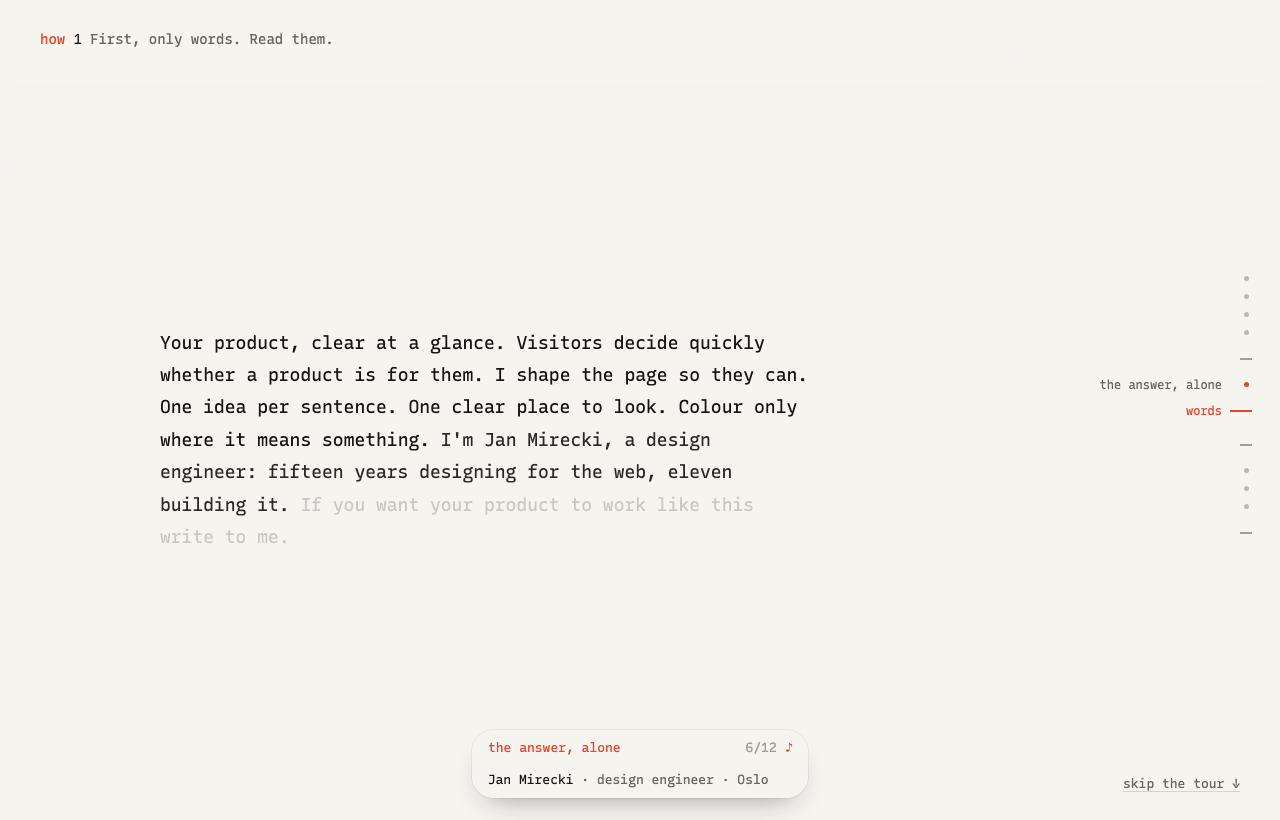 how 1 First, only words. Read them.
Your product, clear at a glance. Visitors decide quickly
whether a product is for them. I shape the page so they can.
One idea per sentence. One clear place to look. Colour only
where it means something. I'm Jan Mirecki, a design
engineer: fifteen years designing for the web, eleven
building it. If you want your product to work like this
write to me.
the answer, alone
words
the answer, alone 6/12 ♪
Jan Mirecki · design engineer · Oslo
skip the tour ↓